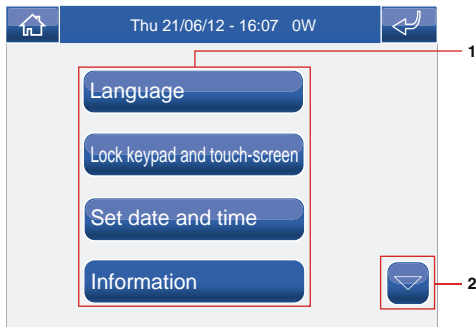 Thu 21/06/12 - 16:07 0W
1
Language
Lock keypad and touch-screen
Set date and time
Information
2